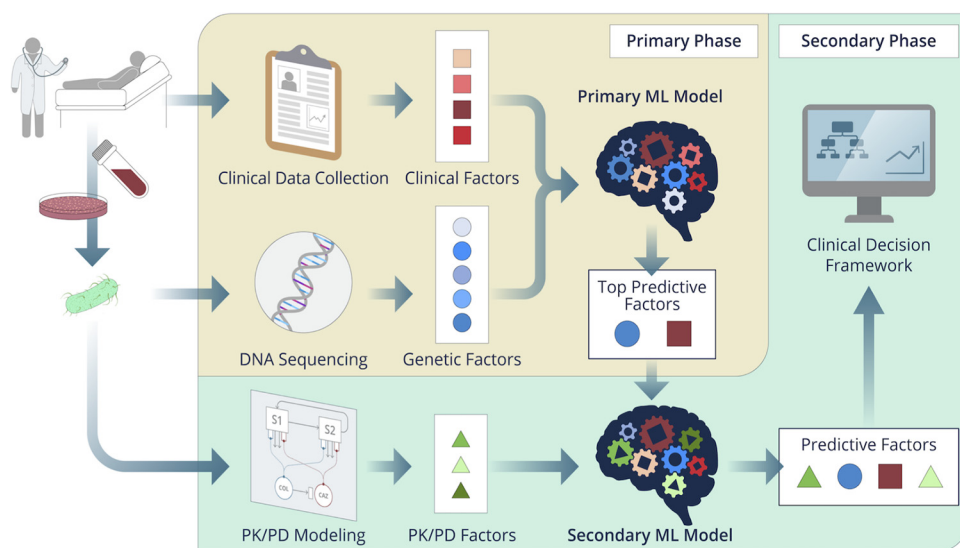 Primary Phase
Secondary Phase
Primary ML Model
Clinical Data Collection
Clinical Factors
Clinical Decision
Framework
Top Predictive
Factors
DNA Sequencing
Genetic Factors
S1
S2
COL
CAZ
Predictive Factors
PK/PD Modeling
PK/PD Factors
Secondary ML Model